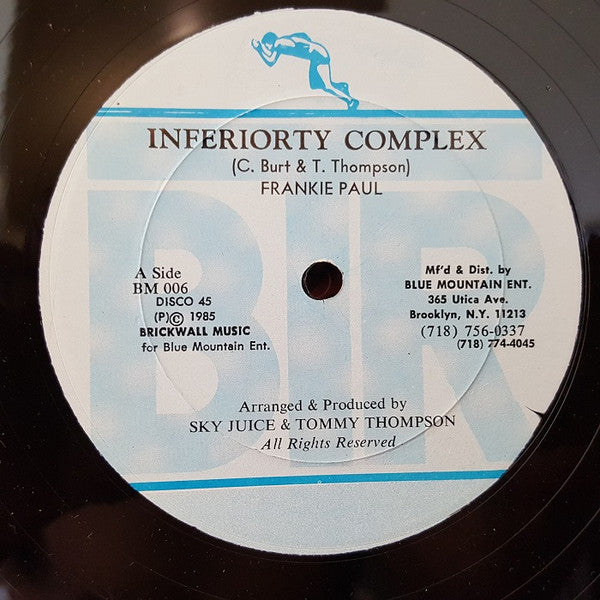 INFERIORTY COMPLEX
(C. Burt & T. Thompson)
FRANKIE PAUL
BIR
A Side
BM 006
DISCO 45
(P)© 1985
BRICKWALL MUSIC
for Blue Mountain Ent.
Mf'd & Dist. by
BLUE MOUNTAIN ENT.
365 Utica Ave.
Brooklyn, N.Y. 11213
(718) 756-0337
(718) 774-4045
Arranged & Produced by
SKY JUICE & TOMMY THOMPSON
All Rights Reserved